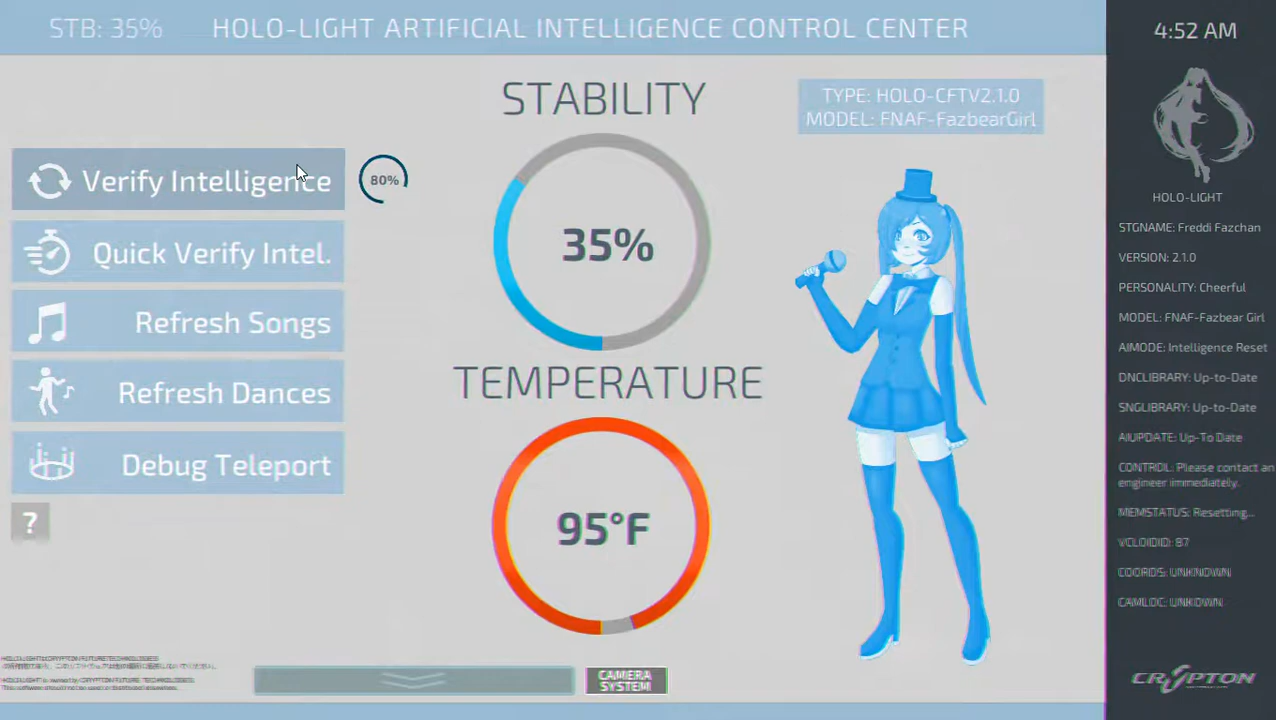 STB: 35%
HOLO-LIGHT ARTIFICIAL INTELLIGENCE CONTROL CENTER
4:52 AM
STABILITY
TYPE: HOLO-CFTV2.1.0
MODEL: FNAF-FazbearGirl
Verify Intelligence
80%
Quick Verify Intel.
35%
Refresh Songs
Refresh Dances
Debug Teleport
?
TEMPERATURE
95°F
CAMERA
SYSTEM
HOLO-LIGHT
STGNAME: Freddi Fazchan
VERSION: 2.1.0
PERSONALITY: Cheerful
MODEL: FNAF-Fazbear Girl
AIMODE: Intelligence Reset
DNCLIBRARY: Up-to-Date
SNGLIBRARY: Up-to-Date
AIUPDATE: Up-To Date
CONTROL: Please contact an
engineer immediately.
MEMSTATUS: Resetting...
VCLOIDID: 87
COORDS: UNKNOWN
CAMLOC: UNKOWN
CRYPTON